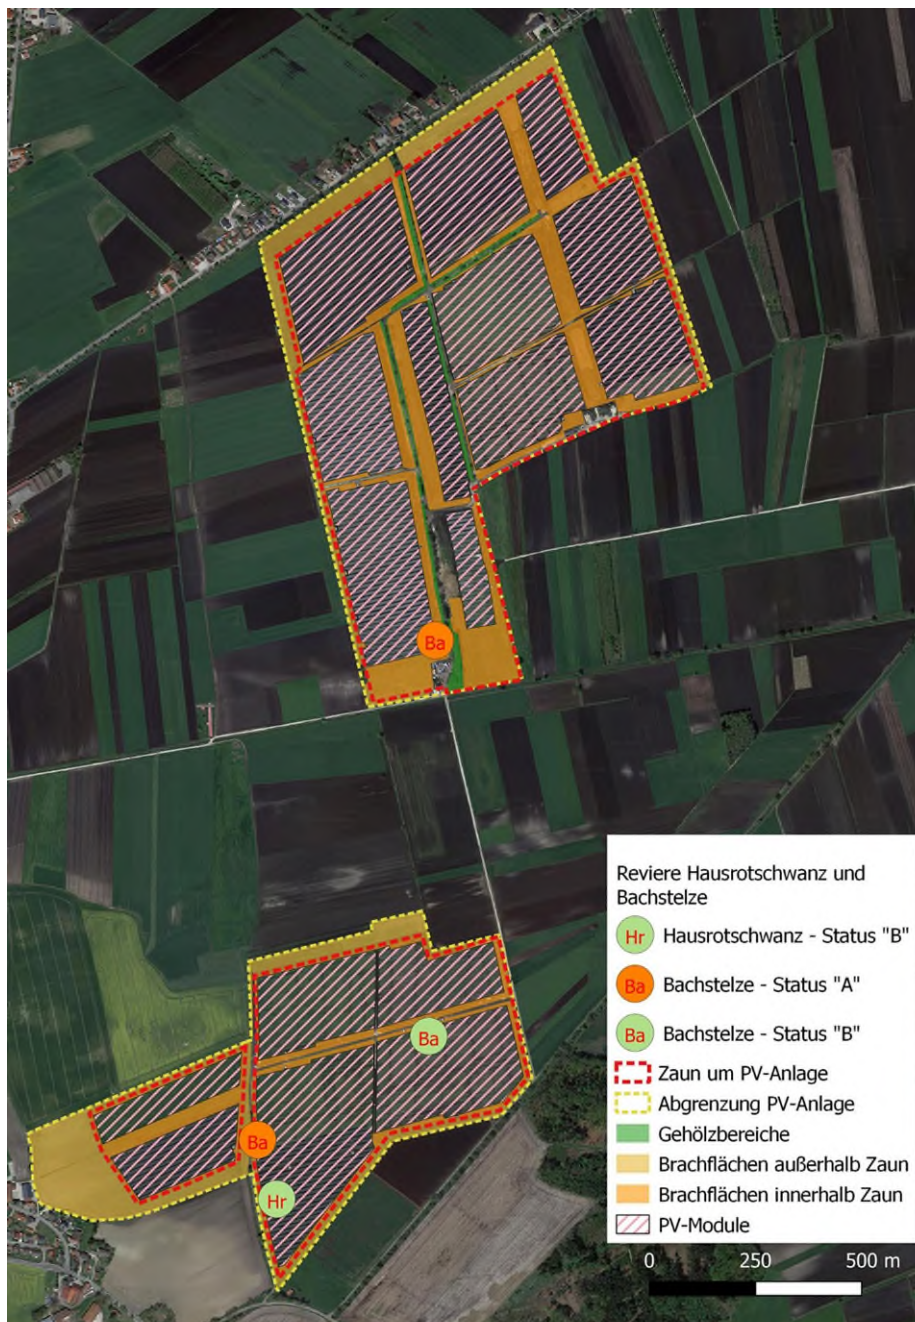 Ba
Ba
Ba
Hr
Reviere Hausrotschwanz und
Bachstelze
Hr Hausrotschwanz - Status "B"
Ba Bachstelze - Status "A"
Ba Bachstelze - Status "B"
Zaun um PV-Anlage
Abgrenzung PV-Anlage
Gehölzbereiche
Brachflächen außerhalb Zaun
Brachflächen innerhalb Zaun
PV-Module
0 250 500 m